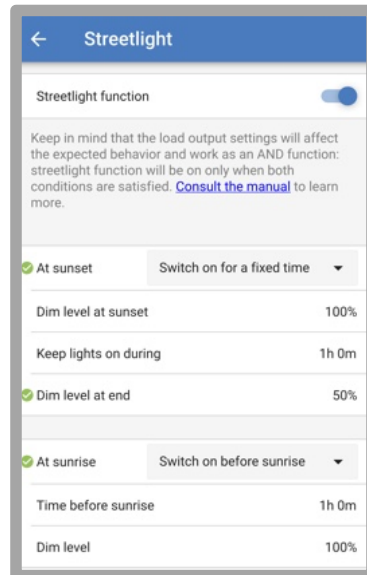 Streetlight
Streetlight function
Keep in mind that the load output settings will affect
the expected behavior and work as an AND function:
streetlight function will be on only when both
conditions are satisfied. Consult the manual to learn
more.
At sunset Switch on for a fixed time
Dim level at sunset 100%
Keep lights on during 1h 0m
Dim level at end 50%
At sunrise Switch on before sunrise
Time before sunrise 1h 0m
Dim level 100%